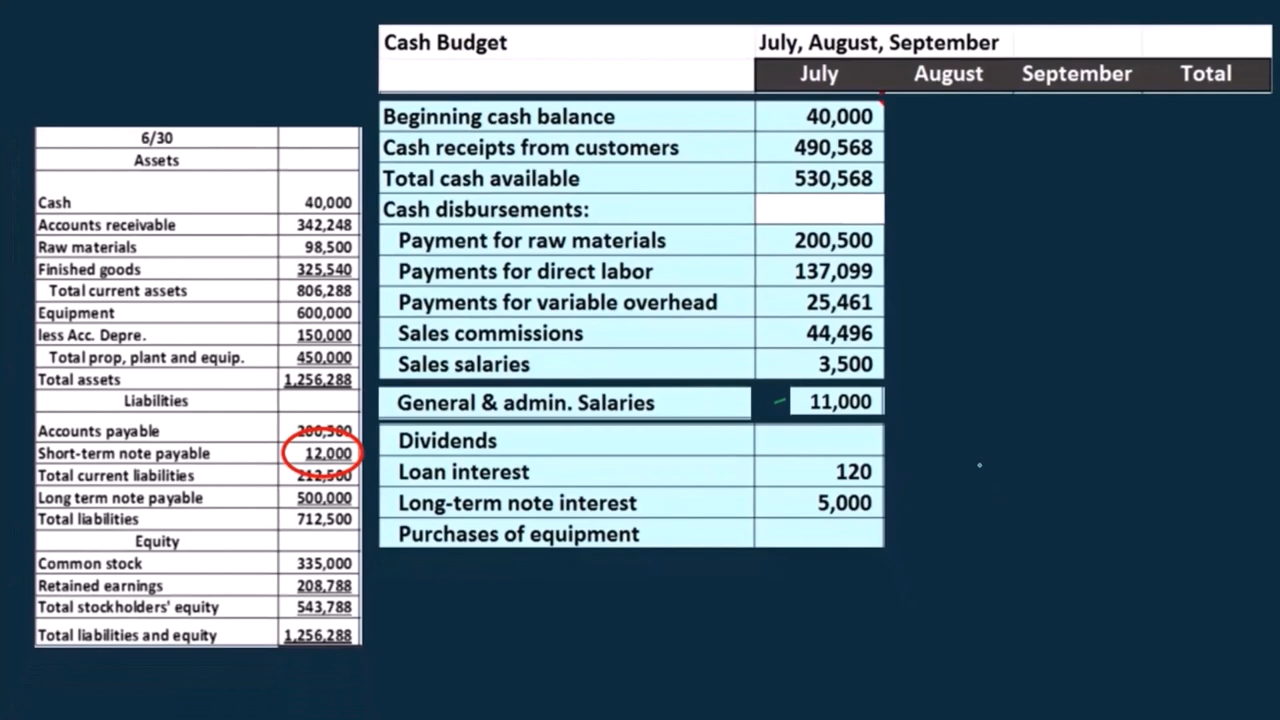 Cash Budget July, August, September
July August September Total
Beginning cash balance 40,000
Cash receipts from customers 490,568
Total cash available 530,568
Cash disbursements:
Payment for raw materials 200,500
Payments for direct labor 137,099
Payments for variable overhead 25,461
Sales commissions 44,496
Sales salaries 3,500
General & admin. Salaries 11,000
Dividends
Loan interest 120
Long-term note interest 5,000
Purchases of equipment
6/30
Assets
Cash 40,000
Accounts receivable 342,248
Raw materials 98,500
Finished goods 325,540
Total current assets 806,288
Equipment 600,000
less Acc. Depre. 150,000
Total prop, plant and equip. 450,000
Total assets 1,256,288
Liabilities
Accounts payable 200,500
Short-term note payable 12,000
Total current liabilities 212,500
Long term note payable 500,000
Total liabilities 712,500
Equity
Common stock 335,000
Retained earnings 208,788
Total stockholders' equity 543,788
Total liabilities and equity 1,256,288